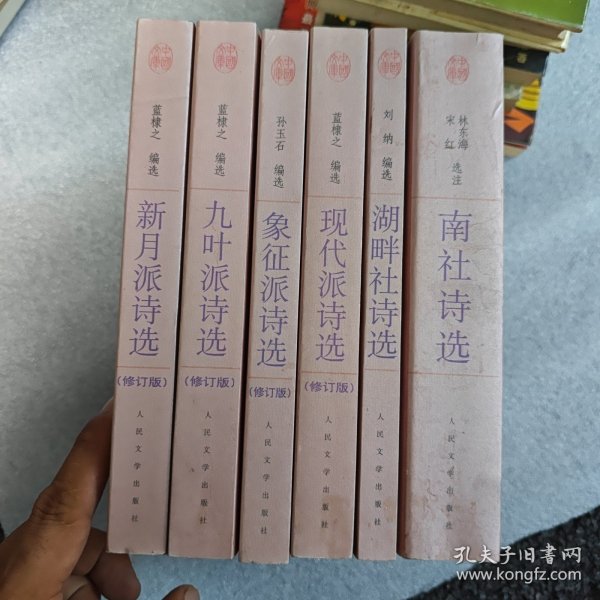 蓝棣之 编选
新月派诗选
(修订版)
人民文学出版社
蓝棣之 编选
九叶派诗选
(修订版)
人民文学出版社
孙玉石 编选
象征派诗选
(修订版)
人民文学出版社
蓝棣之 编选
现代派诗选
(修订版)
人民文学出版社
刘纳 编选
湖畔社诗选
人民文学出版社
林东海
宋红 选注
南社诗选
人民文学出版社
孔夫子旧书网
www.kongfz.com